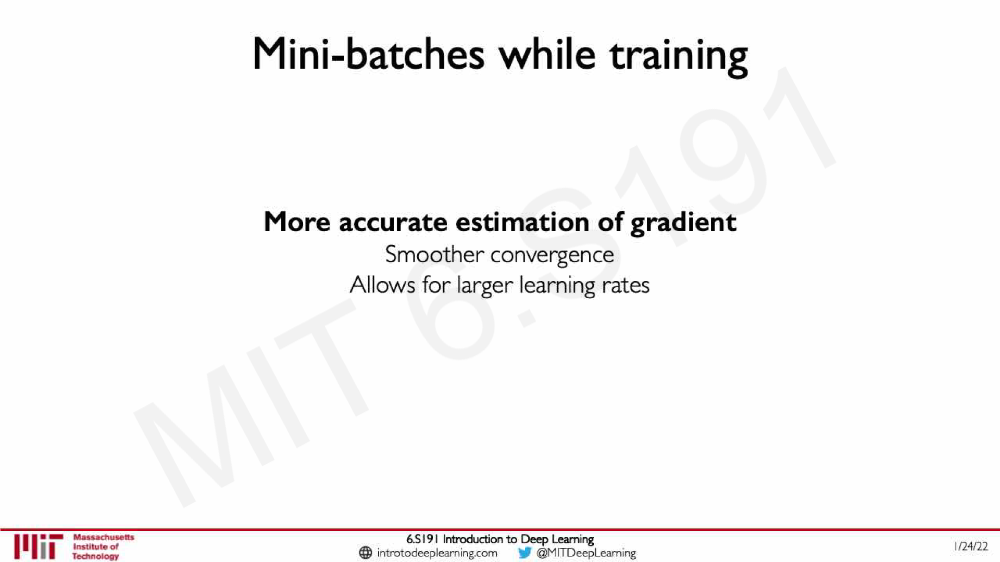 Mini-batches while training
More accurate estimation of gradient
Smoother convergence
Allows for larger learning rates
MIT 6.S191
Massachusetts
Institute of
Technology
6.S191 Introduction to Deep Learning
introtodeeplearning.com @MITDeepLearning
1/24/22